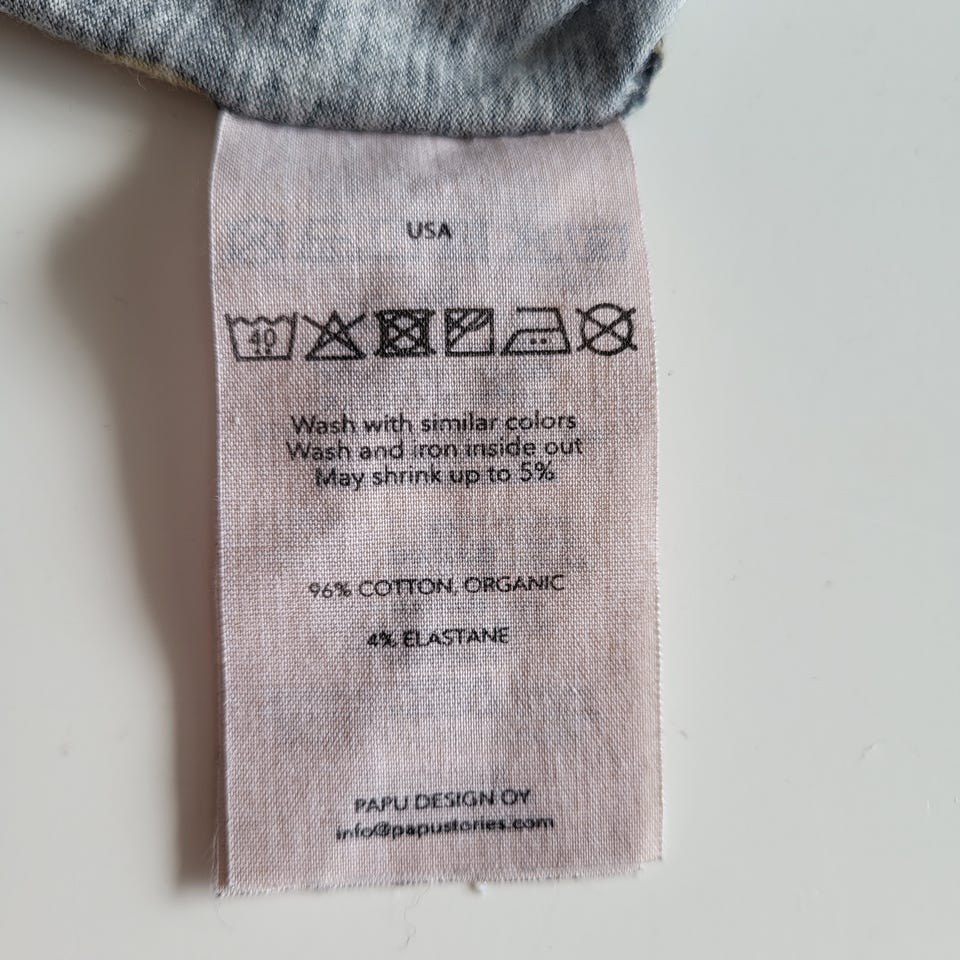 USA
40
Wash with similar colors
Wash and iron inside out
May shrink up to 5%
96% COTTON, ORGANIC
4% ELASTANE
PAPU DESIGN OY
info@papustories.com